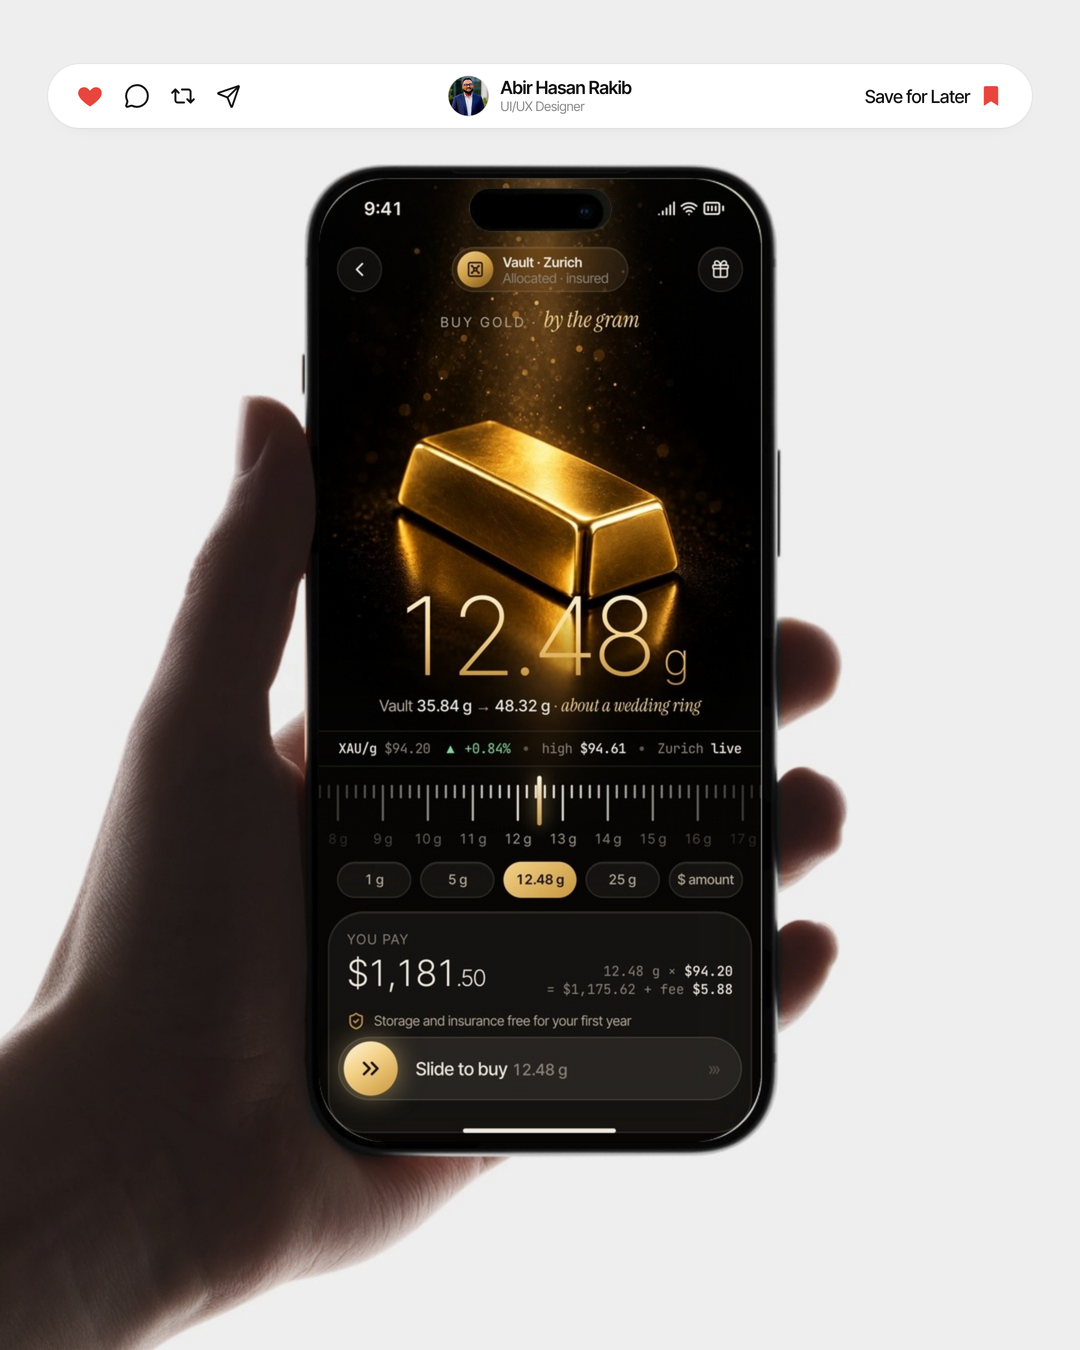 Abir Hasan Rakib
UI/UX Designer
Save for Later
9:41
Vault · Zurich
Allocated · insured
BUY GOLD · by the gram
12.48 g
Vault 35.84 g → 48.32 g · about a wedding ring
XAU/g $94.20 ▲ +0.84% • high $94.61 • Zurich live
8 g 9 g 10 g 11 g 12 g 13 g 14 g 15 g 16 g 17 g
1 g 5 g 12.48 g 25 g $ amount
YOU PAY
$1,181.50
12.48 g × $94.20
= $1,175.62 + fee $5.88
Storage and insurance free for your first year
Slide to buy 12.48 g